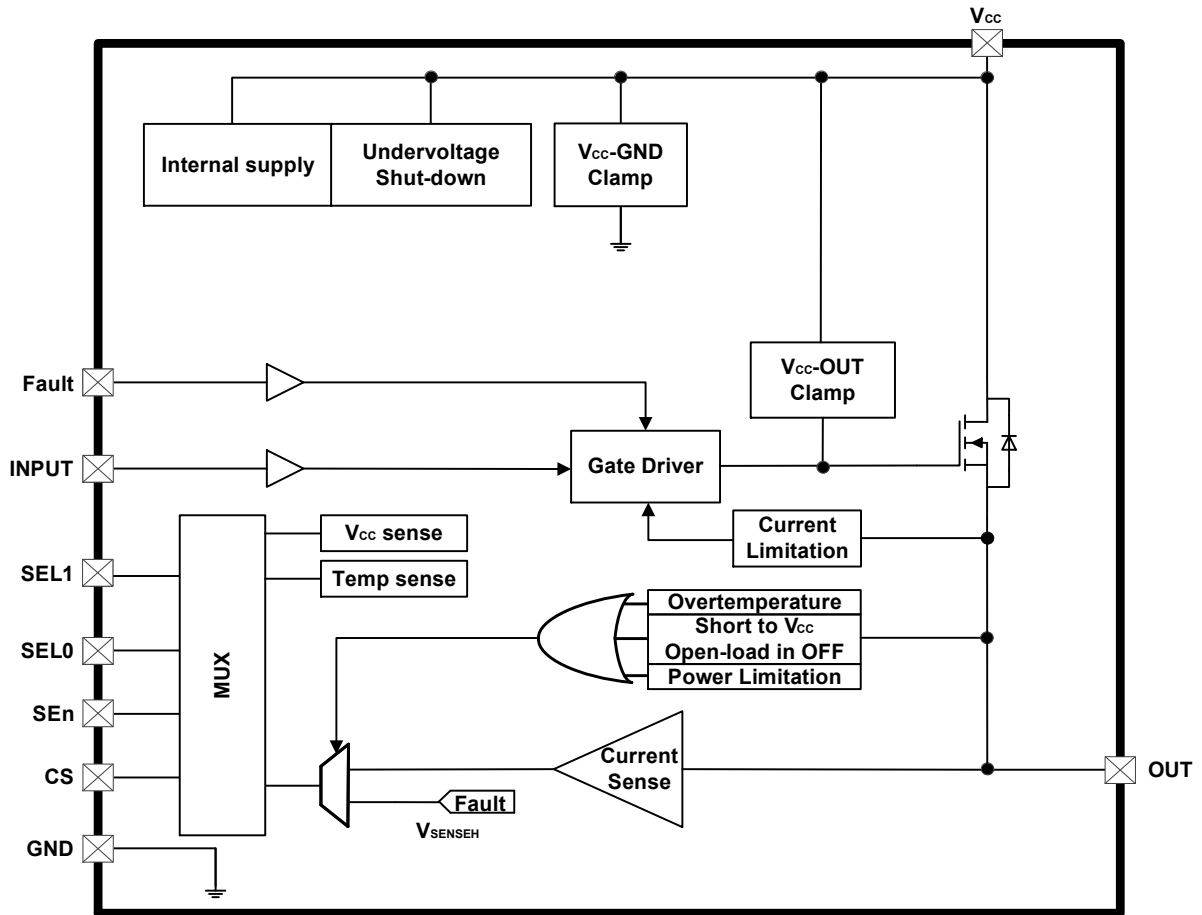 Vcc
Internal supply
Undervoltage
Shut-down
Vcc-GND
Clamp
Vcc-OUT
Clamp
Fault
INPUT
Gate Driver
Current
Limitation
SEL1
SEL0
SEn
CS
GND
MUX
Vcc sense
Temp sense
Overtemperature
Short to Vcc
Open-load in OFF
Power Limitation
Current
Sense
Fault
VSENSEH
OUT